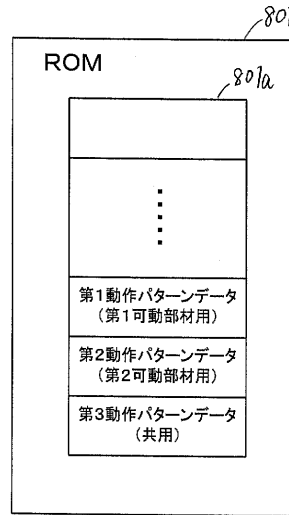 ROM
801a
第1動作パターンデータ
(第1可動部材用)
第2動作パターンデータ
(第2可動部材用)
第3動作パターンデータ
(共用)